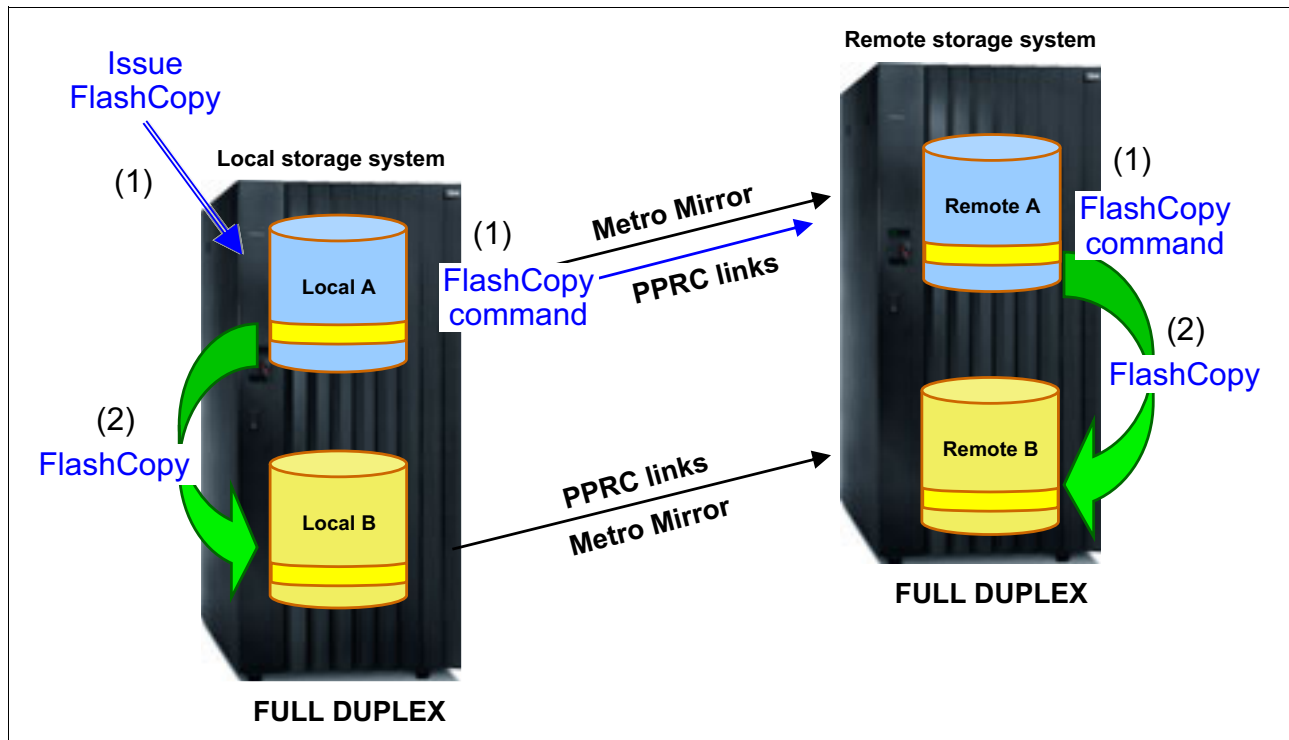 Issue
FlashCopy
(1)
Local storage system
Local A
(2)
FlashCopy
Local B
FULL DUPLEX
(1)
FlashCopy
command
Metro Mirror
PPRC links
PPRC links
Metro Mirror
Remote storage system
Remote A
(1)
FlashCopy
command
(2)
FlashCopy
Remote B
FULL DUPLEX